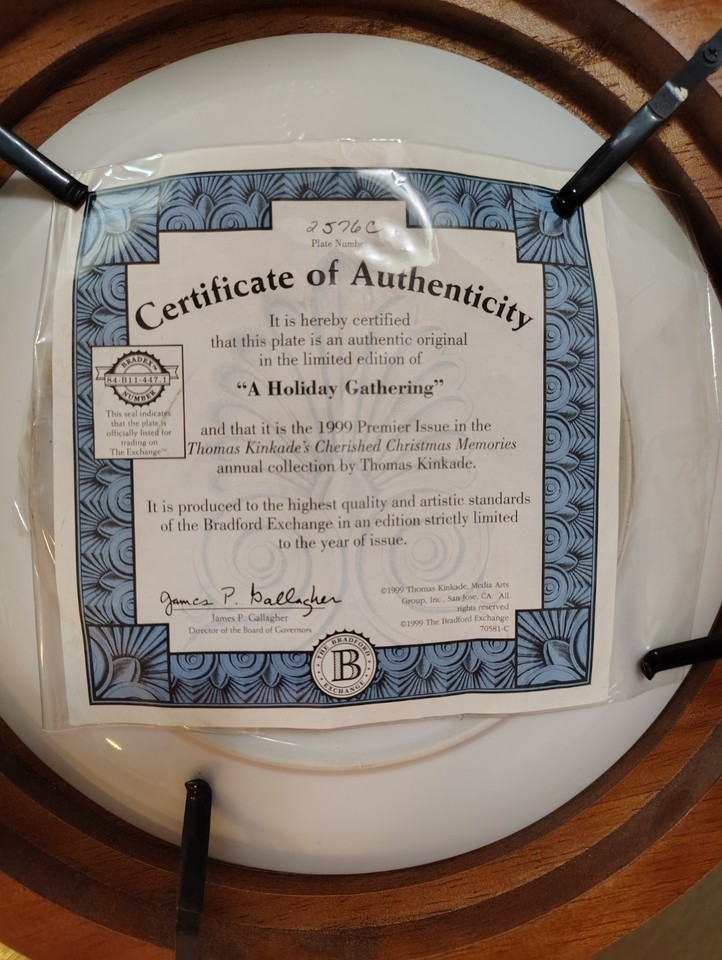 2576C
Plate Number
Certificate of Authenticity
It is hereby certified
that this plate is an authentic original
in the limited edition of
“A Holiday Gathering”
BRADEX
84-B11-447.1
NUMBER
This seal indicates
that the plate is
officially listed for
trading on
The Exchange℠.
and that it is the 1999 Premier Issue in the
Thomas Kinkade's Cherished Christmas Memories
annual collection by Thomas Kinkade.
It is produced to the highest quality and artistic standards
of the Bradford Exchange in an edition strictly limited
to the year of issue.
James P. Gallagher
James P. Gallagher
Director of the Board of Governors
©1999 Thomas Kinkade, Media Arts
Group, Inc., San Jose, CA. All
rights reserved
©1999 The Bradford Exchange
70581-C
THE BRADFORD
B
EXCHANGE